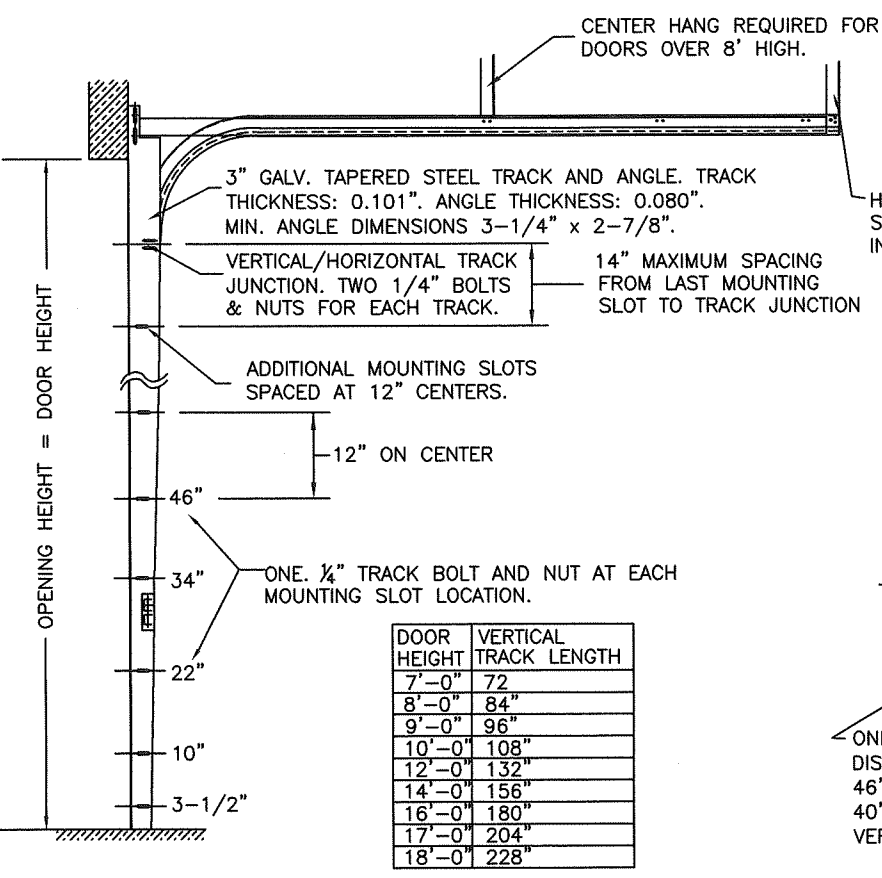 CENTER HANG REQUIRED FOR
DOORS OVER 8' HIGH.
3" GALV. TAPERED STEEL TRACK AND ANGLE. TRACK
THICKNESS: 0.101". ANGLE THICKNESS: 0.080".
MIN. ANGLE DIMENSIONS 3-1/4" x 2-7/8".
H
S
IN
VERTICAL/HORIZONTAL TRACK
JUNCTION. TWO 1/4" BOLTS
& NUTS FOR EACH TRACK.
14" MAXIMUM SPACING
FROM LAST MOUNTING
SLOT TO TRACK JUNCTION
OPENING HEIGHT = DOOR HEIGHT
ADDITIONAL MOUNTING SLOTS
SPACED AT 12" CENTERS.
12" ON CENTER
46"
34"
ONE. ¼" TRACK BOLT AND NUT AT EACH
MOUNTING SLOT LOCATION.
22"
10"
3-1/2"
DOOR HEIGHT VERTICAL TRACK LENGTH
7'-0" 72
8'-0" 84"
9'-0" 96"
10'-0" 108"
12'-0" 132"
14'-0" 156"
16'-0" 180"
17'-0" 204"
18'-0" 228"
ON
DIS
46'
40'
VE